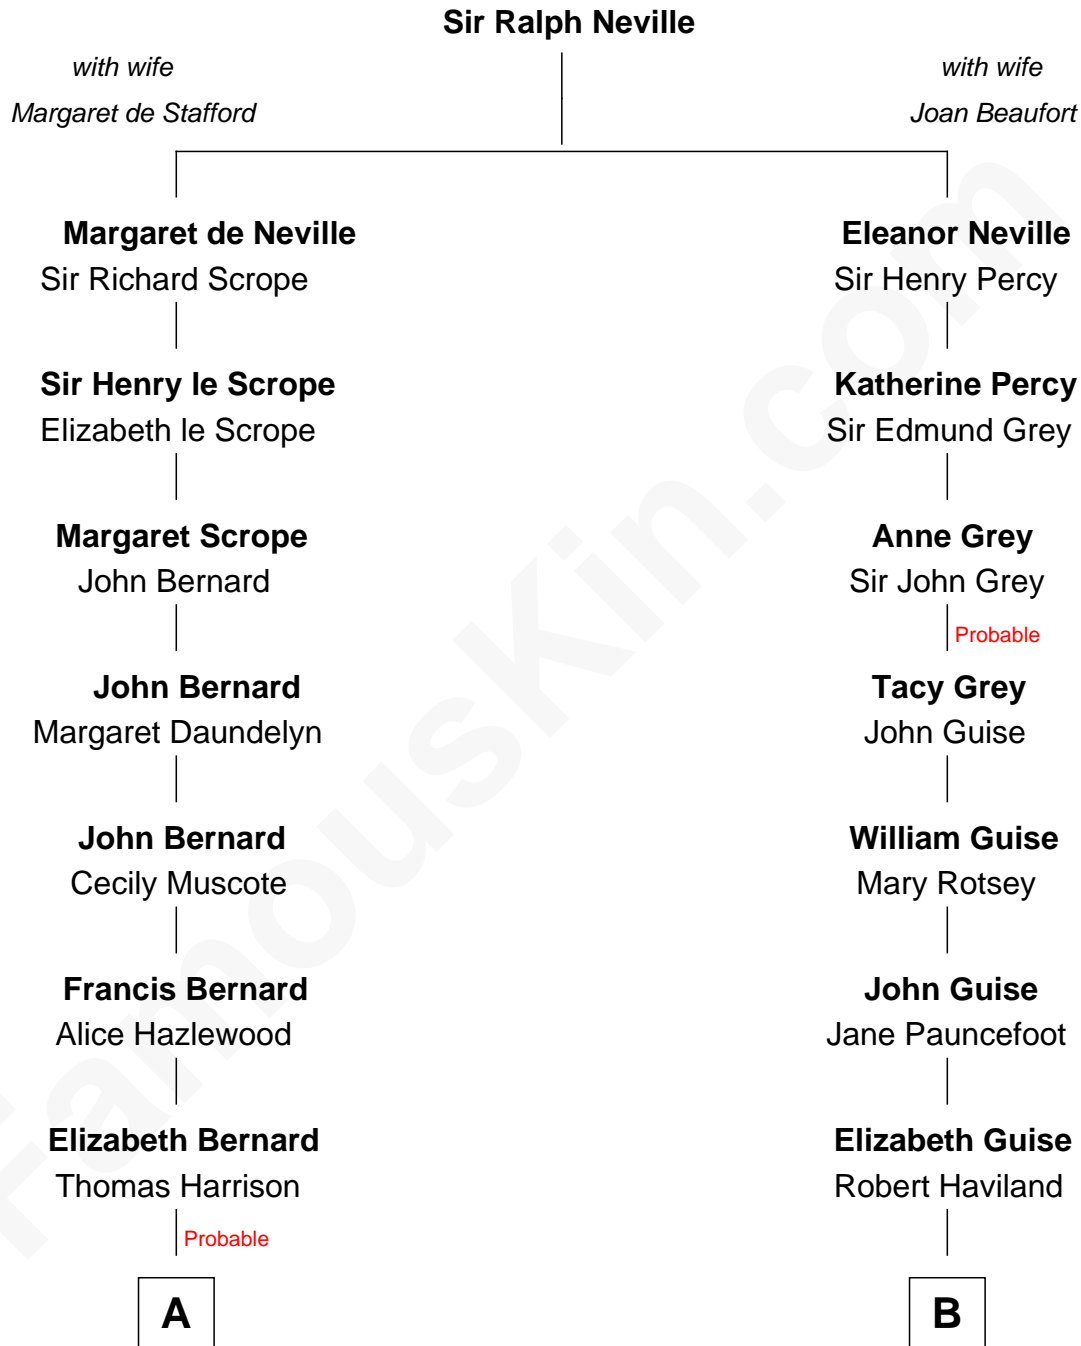 Sir Ralph Neville
with wife
Margaret de Stafford
with wife
Joan Beaufort
Margaret de Neville
Sir Richard Scrope
Eleanor Neville
Sir Henry Percy
Sir Henry le Scrope
Elizabeth le Scrope
Katherine Percy
Sir Edmund Grey
Margaret Scrope
John Bernard
Anne Grey
Sir John Grey
Probable
John Bernard
Margaret Daundelyn
Tacy Grey
John Guise
John Bernard
Cecily Muscote
William Guise
Mary Rotsey
Francis Bernard
Alice Hazlewood
John Guise
Jane Pauncefoot
Elizabeth Bernard
Thomas Harrison
Probable
Elizabeth Guise
Robert Haviland
A
B
FamousKin.com